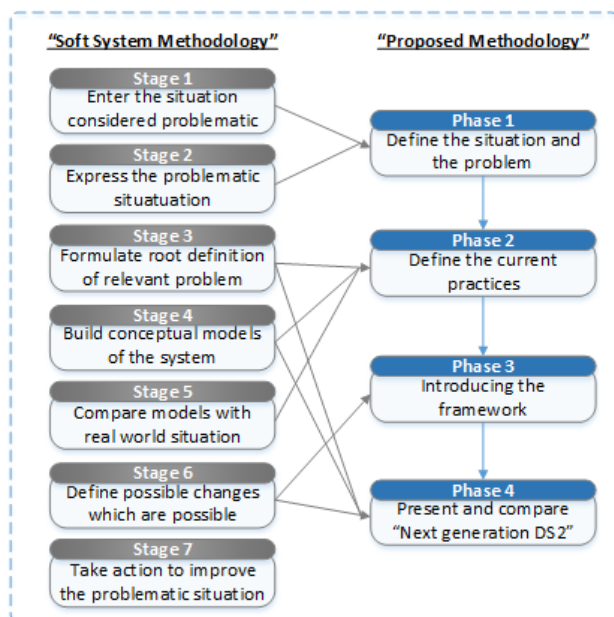 “Soft System Methodology”
Stage 1
Enter the situation
considered problematic
Stage 2
Express the problematic
situatuation
Stage 3
Formulate root definition
of relevant problem
Stage 4
Build conceptual models
of the system
Stage 5
Compare models with
real world situation
Stage 6
Define possible changes
which are possible
Stage 7
Take action to improve
the problematic situation
“Proposed Methodology”
Phase 1
Define the situation and
the problem
Phase 2
Define the current
practices
Phase 3
Introducing the
framework
Phase 4
Present and compare
“Next generation DS2”